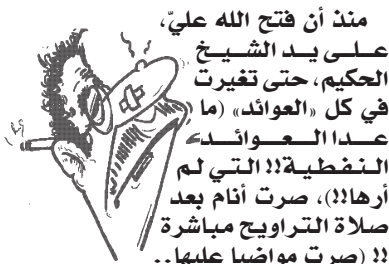 منذ أن فتح الله عليّ،
على يد الشيخ
الحكيم، حتى تغيرت
في كل «العوائد» (ما
عدا العوائد
النفطية!! التي لم
أرها!!)، صرت أنام بعد
صلاة التراويح مباشرة
!! (صرت مواضبا عليها..